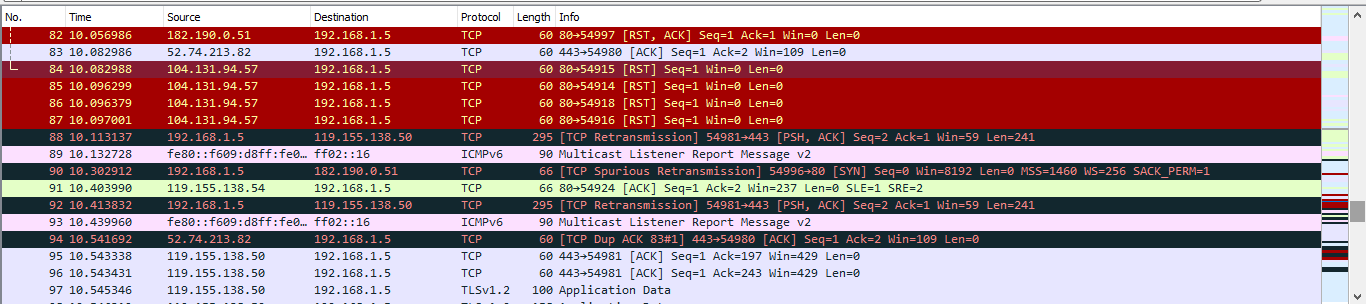 No. Time Source Destination Protocol Length Info
82 10.056986 182.190.0.51 192.168.1.5 TCP 60 80→54997 [RST, ACK] Seq=1 Ack=1 Win=0 Len=0
83 10.082986 52.74.213.82 192.168.1.5 TCP 60 443→54980 [ACK] Seq=1 Ack=2 Win=109 Len=0
84 10.082988 104.131.94.57 192.168.1.5 TCP 60 80→54915 [RST] Seq=1 Win=0 Len=0
85 10.096299 104.131.94.57 192.168.1.5 TCP 60 80→54914 [RST] Seq=1 Win=0 Len=0
86 10.096379 104.131.94.57 192.168.1.5 TCP 60 80→54918 [RST] Seq=1 Win=0 Len=0
87 10.097001 104.131.94.57 192.168.1.5 TCP 60 80→54916 [RST] Seq=1 Win=0 Len=0
88 10.113137 192.168.1.5 119.155.138.50 TCP 295 [TCP Retransmission] 54981→443 [PSH, ACK] Seq=2 Ack=1 Win=59 Len=241
89 10.132728 fe80::f609:d8ff:fe0… ff02::16 ICMPv6 90 Multicast Listener Report Message v2
90 10.302912 192.168.1.5 182.190.0.51 TCP 66 [TCP Spurious Retransmission] 54996→80 [SYN] Seq=0 Win=8192 Len=0 MSS=1460 WS=256 SACK_PERM=1
91 10.403990 119.155.138.54 192.168.1.5 TCP 66 80→54924 [ACK] Seq=1 Ack=2 Win=237 Len=0 SLE=1 SRE=2
92 10.413832 192.168.1.5 119.155.138.50 TCP 295 [TCP Retransmission] 54981→443 [PSH, ACK] Seq=2 Ack=1 Win=59 Len=241
93 10.439960 fe80::f609:d8ff:fe0… ff02::16 ICMPv6 90 Multicast Listener Report Message v2
94 10.541692 52.74.213.82 192.168.1.5 TCP 60 [TCP Dup ACK 83#1] 443→54980 [ACK] Seq=1 Ack=2 Win=109 Len=0
95 10.543338 119.155.138.50 192.168.1.5 TCP 60 443→54981 [ACK] Seq=1 Ack=197 Win=429 Len=0
96 10.543431 119.155.138.50 192.168.1.5 TCP 60 443→54981 [ACK] Seq=1 Ack=243 Win=429 Len=0
97 10.545346 119.155.138.50 192.168.1.5 TLSv1.2 100 Application Data